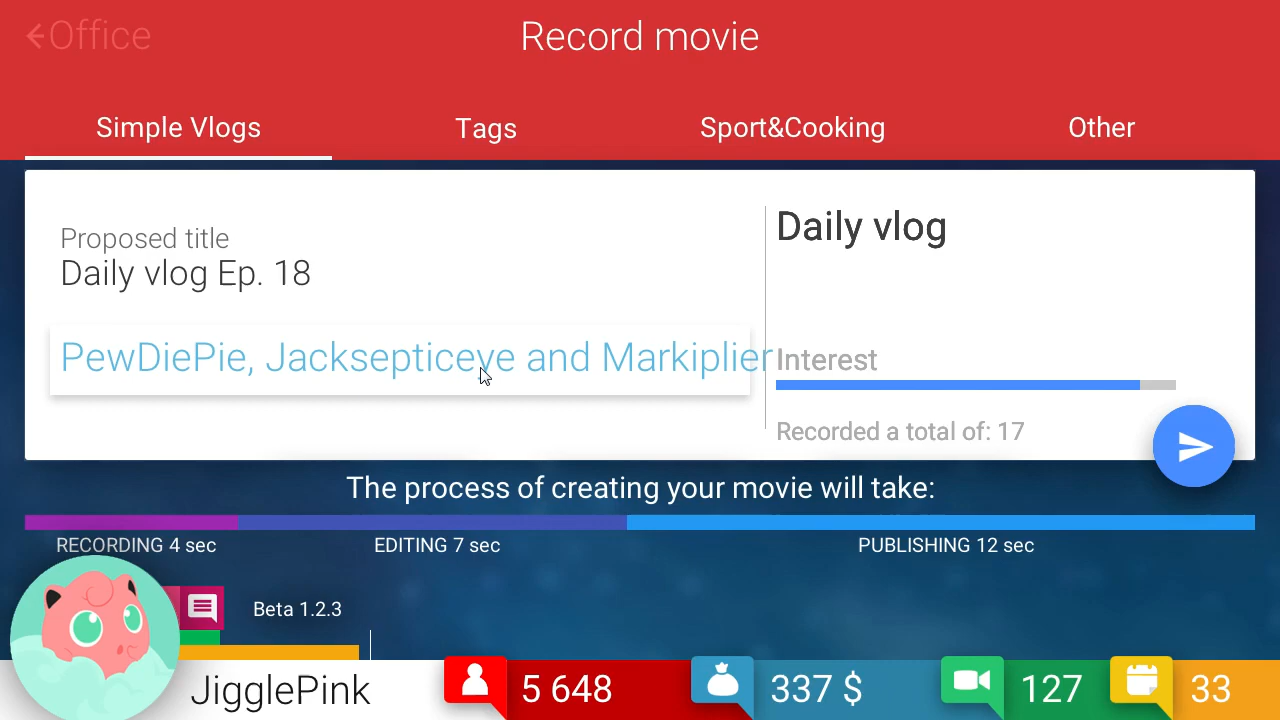 Office
Record movie
Simple Vlogs
Tags
Sport&Cooking
Other
Proposed title
Daily vlog Ep. 18
PewDiePie, Jacksepticeye and Markiplier
Daily vlog
Interest
Recorded a total of: 17
The process of creating your movie will take:
RECORDING 4 sec
EDITING 7 sec
PUBLISHING 12 sec
Beta 1.2.3
JigglePink
5 648
337 $
127
33